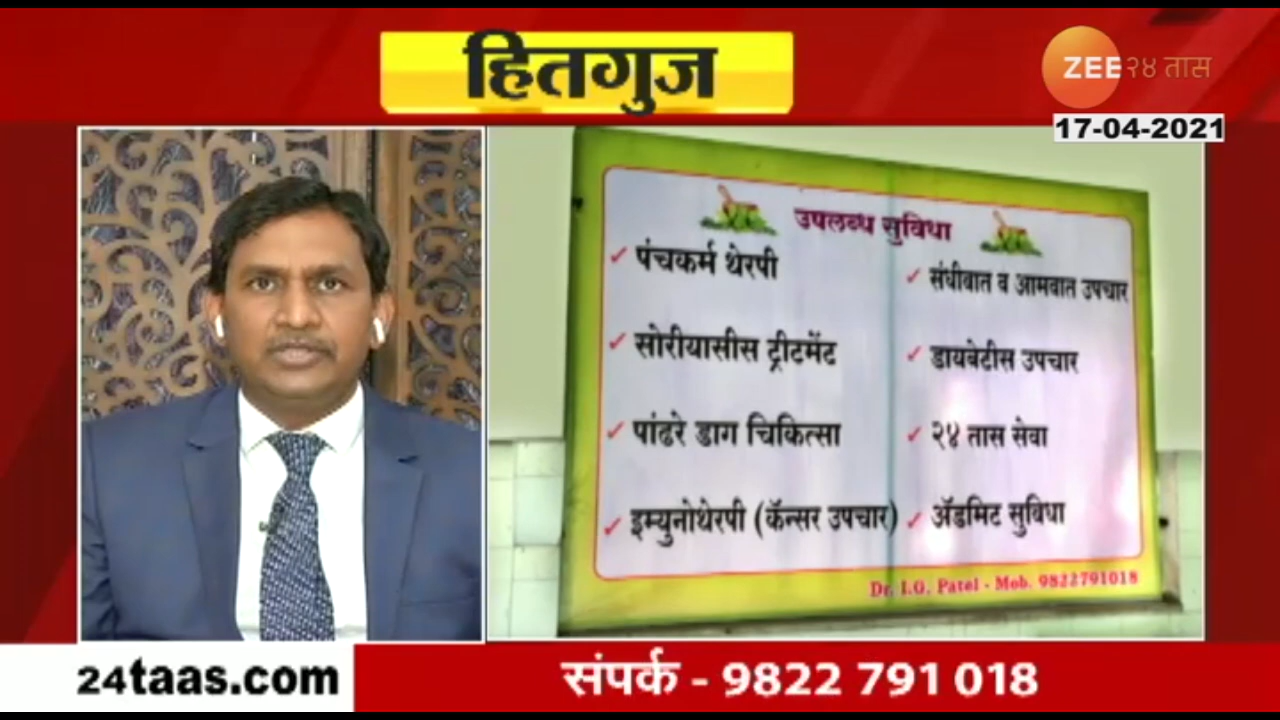 हितगुज
ZEE २४ तास
17-04-2021
उपलब्ध सुविधा
✓ पंचकर्म थेरपी
✓ सोरीयासीस ट्रीटमेंट
✓ पांढरे डाग चिकित्सा
✓ इम्युनोथेरपी (कॅन्सर उपचार)
✓ संधीवात व आमवात उपचार
✓ डायबेटीस उपचार
✓ २४ तास सेवा
✓ ॲडमिट सुविधा
Dr. I.G. Patel - Mob. 9822791018
24taas.com
संपर्क - 9822 791 018